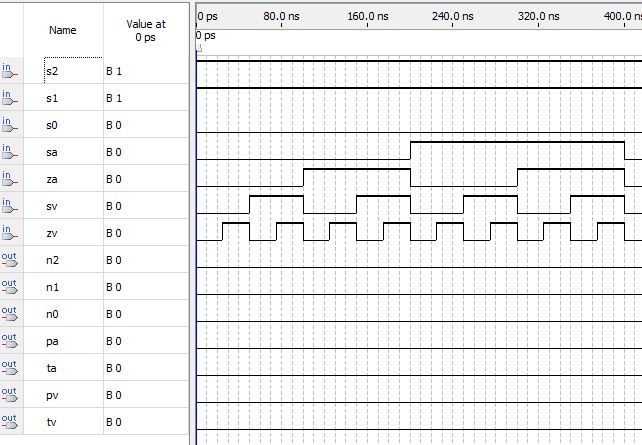 Name Value at 0 ps 0 ps 80.0 ns 160.0 ns 240.0 ns 320.0 ns 400.0 n
0 ps
in s2 B 1
in s1 B 1
in s0 B 0
in sa B 0
in za B 0
in sv B 0
in zv B 0
out n2 B 0
out n1 B 0
out n0 B 0
out pa B 0
out ta B 0
out pv B 0
out tv B 0